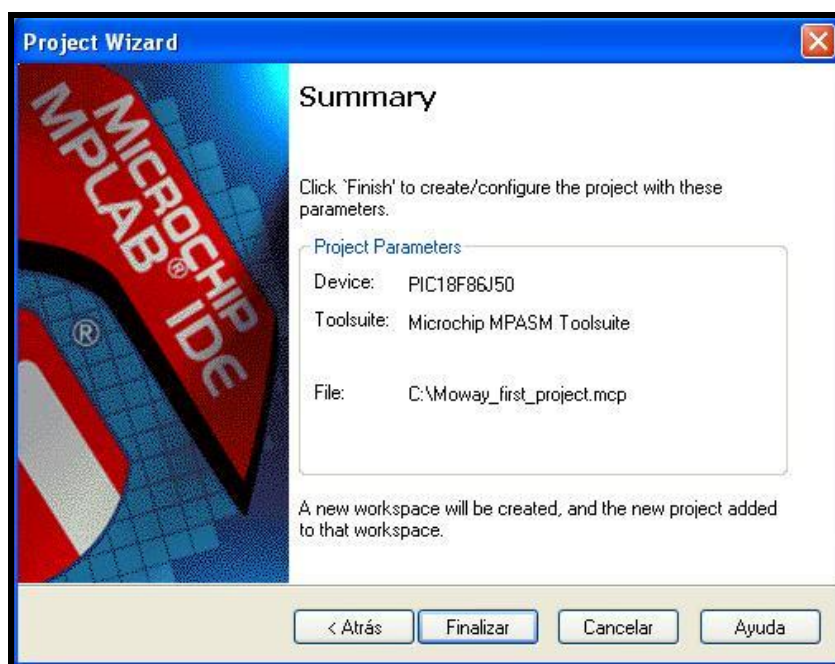 Project Wizard
MICROCHIP
MPLAB® IDE
®
Summary
Click `Finish' to create/configure the project with these
parameters.
Project Parameters
Device: PIC18F86J50
Toolsuite: Microchip MPASM Toolsuite
File: C:\Moway_first_project.mcp
A new workspace will be created, and the new project added
to that workspace.
< Atrás Finalizar Cancelar Ayuda